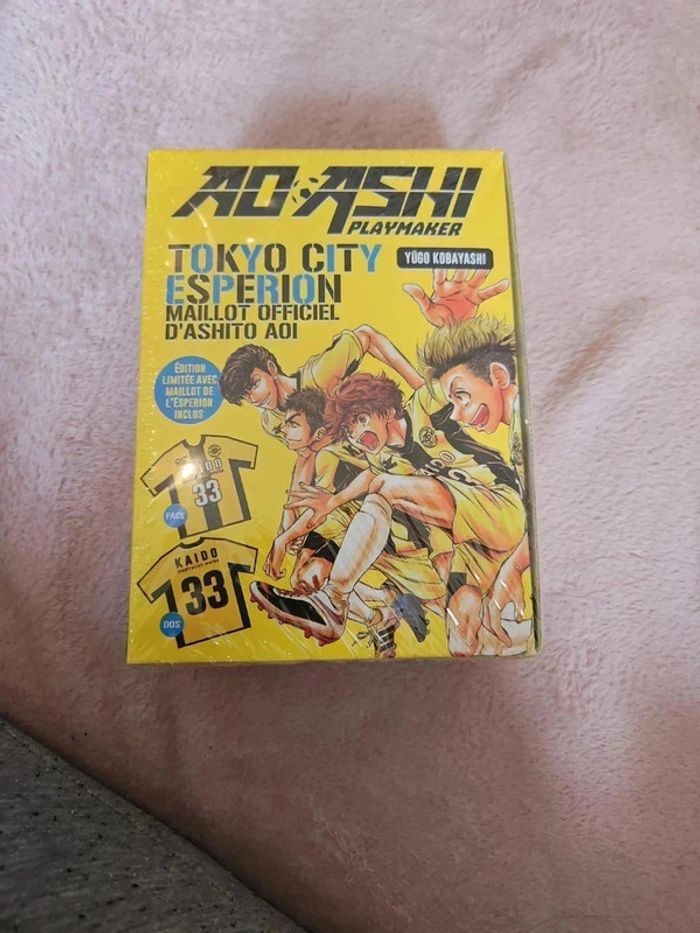 AO ASHI
PLAYMAKER
TOKYO CITY
YÛGO KOBAYASHI
ESPERION
MAILLOT OFFICIEL
D'ASHITO AOI
ÉDITION
LIMITÉE AVEC
MAILLOT DE
L'ESPERION
INCLUS
33
FACE
KAIDO
33
DOS